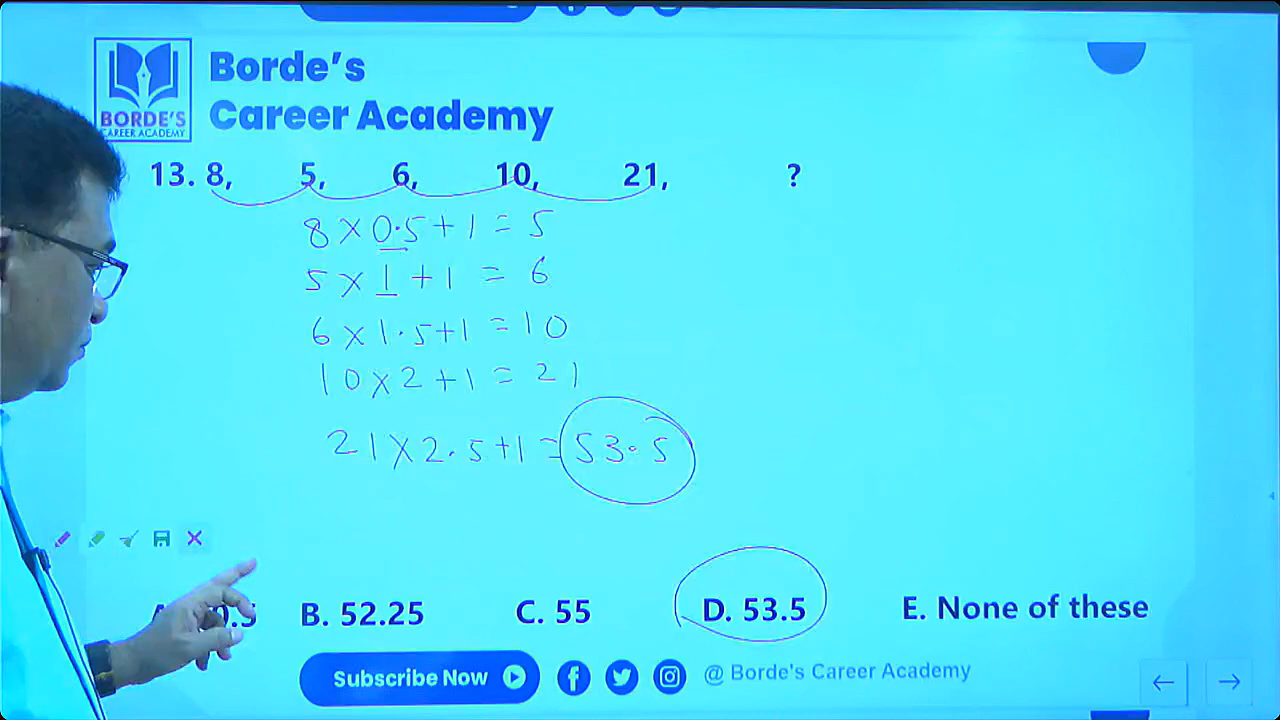 Borde's
Career Academy
BORDE'S
CAREER ACADEMY
13. 8, 5, 6, 10, 21, ?
8 × 0.5 + 1 = 5
5 × 1 + 1 = 6
6 × 1.5 + 1 = 10
10 × 2 + 1 = 21
21 × 2.5 + 1 = 53.5
B. 52.25 C. 55 D. 53.5 E. None of these
Subscribe Now
@ Borde's Career Academy